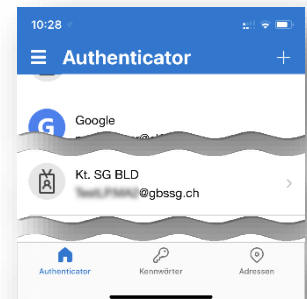 10:28
Authenticator
Google
Kt. SG BLD
@gbssg.ch
Authenticator Kennwörter Adressen